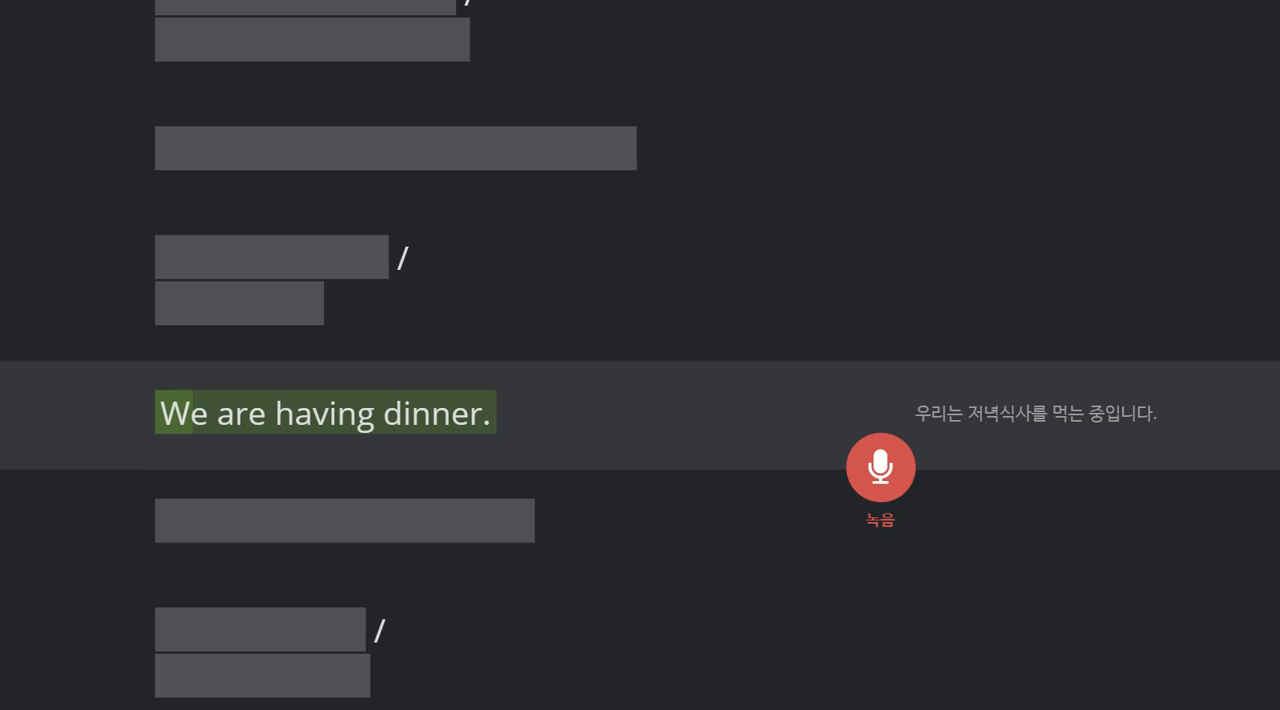 /
/
We are having dinner.
우리는 저녁식사를 먹는 중입니다.
녹음
/